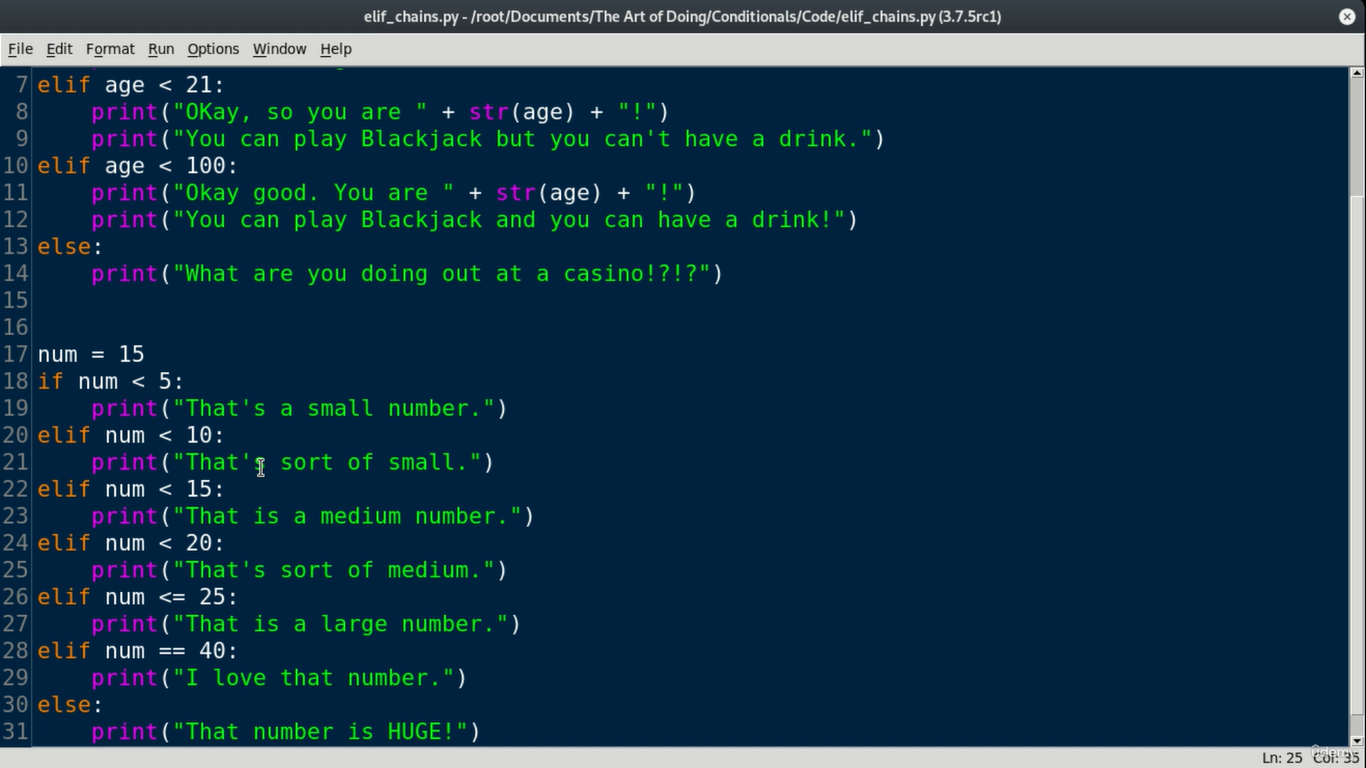 elif_chains.py - /root/Documents/The Art of Doing/Conditionals/Code/elif_chains.py (3.7.5rc1)
File Edit Format Run Options Window Help
7 elif age < 21:
8     print("OKay, so you are " + str(age) + "!")
9     print("You can play Blackjack but you can't have a drink.")
10 elif age < 100:
11     print("Okay good. You are " + str(age) + "!")
12     print("You can play Blackjack and you can have a drink!")
13 else:
14     print("What are you doing out at a casino!?!?")
15
16
17 num = 15
18 if num < 5:
19     print("That's a small number.")
20 elif num < 10:
21     print("That's sort of small.")
22 elif num < 15:
23     print("That is a medium number.")
24 elif num < 20:
25     print("That's sort of medium.")
26 elif num <= 25:
27     print("That is a large number.")
28 elif num == 40:
29     print("I love that number.")
30 else:
31     print("That number is HUGE!")
Ln: 25 Col: 35
Udemy